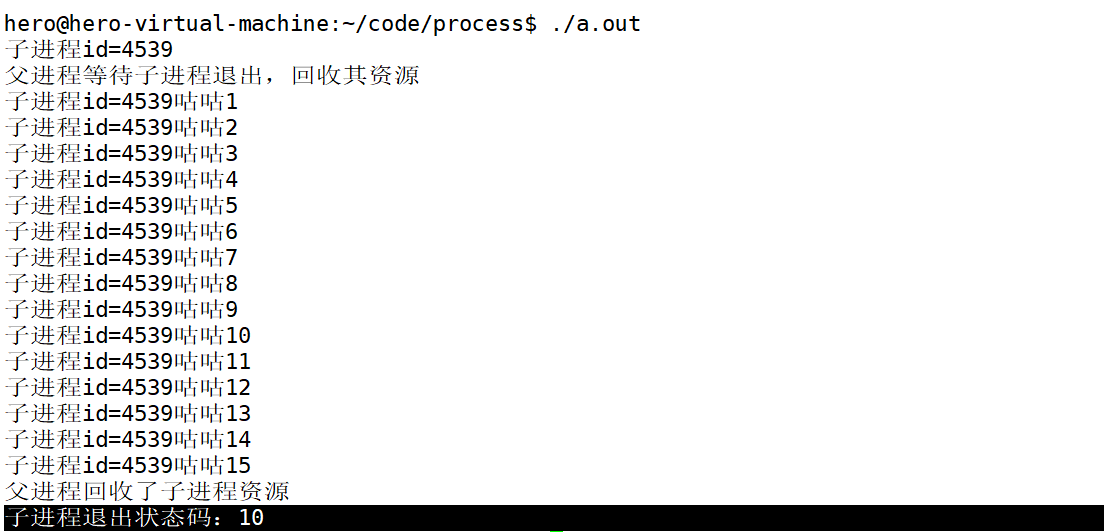 hero@hero-virtual-machine:~/code/process$ ./a.out
子进程id=4539
父进程等待子进程退出，回收其资源
子进程id=4539咕咕1
子进程id=4539咕咕2
子进程id=4539咕咕3
子进程id=4539咕咕4
子进程id=4539咕咕5
子进程id=4539咕咕6
子进程id=4539咕咕7
子进程id=4539咕咕8
子进程id=4539咕咕9
子进程id=4539咕咕10
子进程id=4539咕咕11
子进程id=4539咕咕12
子进程id=4539咕咕13
子进程id=4539咕咕14
子进程id=4539咕咕15
父进程回收了子进程资源
子进程退出状态码：10